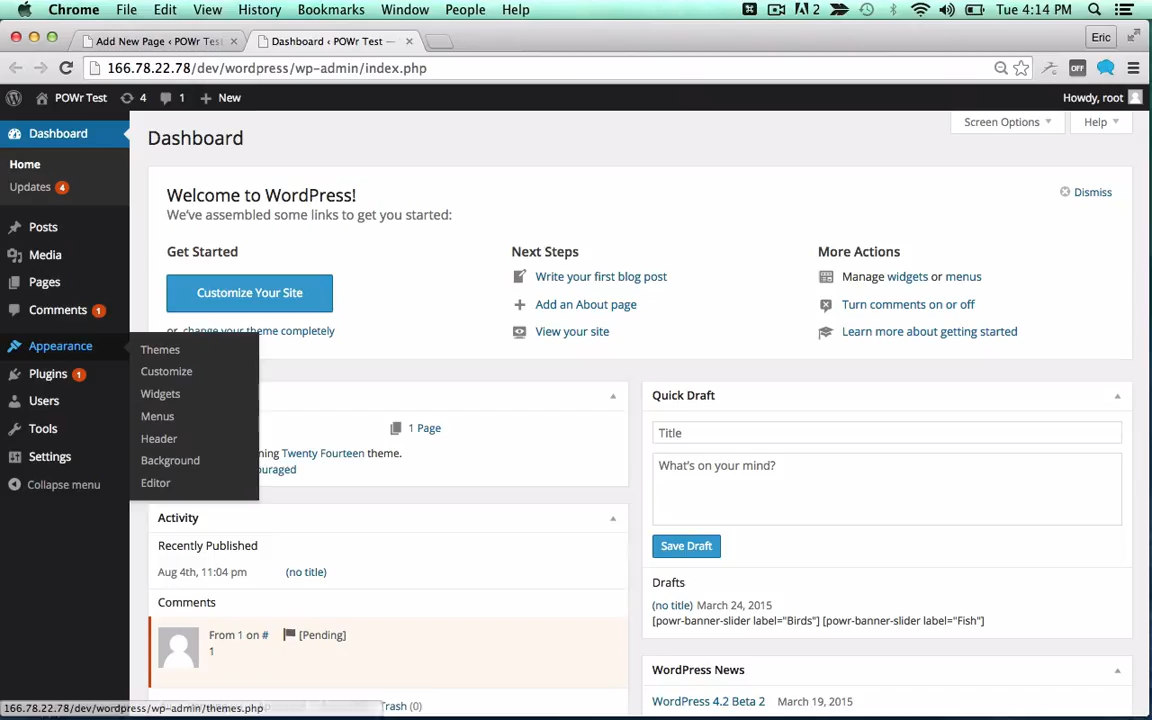 Chrome File Edit View History Bookmarks Window People Help 2 Tue 4:14 PM
Add New Page ‹ POWr Test Dashboard ‹ POWr Test — Eric
166.78.22.78/dev/wordpress/wp-admin/index.php OFF
POWr Test 4 1 + New Howdy, root
Dashboard
Home
Updates 4
Posts
Media
Pages
Comments 1
Appearance
Plugins 1
Users
Tools
Settings
Collapse menu
Themes
Customize
Widgets
Menus
Header
Background
Editor
Dashboard
Screen Options Help
Welcome to WordPress!
We've assembled some links to get you started:
Dismiss
Get Started
Customize Your Site
or, change your theme completely
Next Steps
Write your first blog post
Add an About page
View your site
More Actions
Manage widgets or menus
Turn comments on or off
Learn more about getting started
1 Page
ning Twenty Fourteen theme.
ouraged
Activity
Recently Published
Aug 4th, 11:04 pm (no title)
Comments
From 1 on # [Pending]
1
Trash (0)
Quick Draft
Title
What's on your mind?
Save Draft
Drafts
(no title) March 24, 2015
[powr-banner-slider label="Birds"] [powr-banner-slider label="Fish"]
WordPress News
WordPress 4.2 Beta 2 March 19, 2015
166.78.22.78/dev/wordpress/wp-admin/themes.php